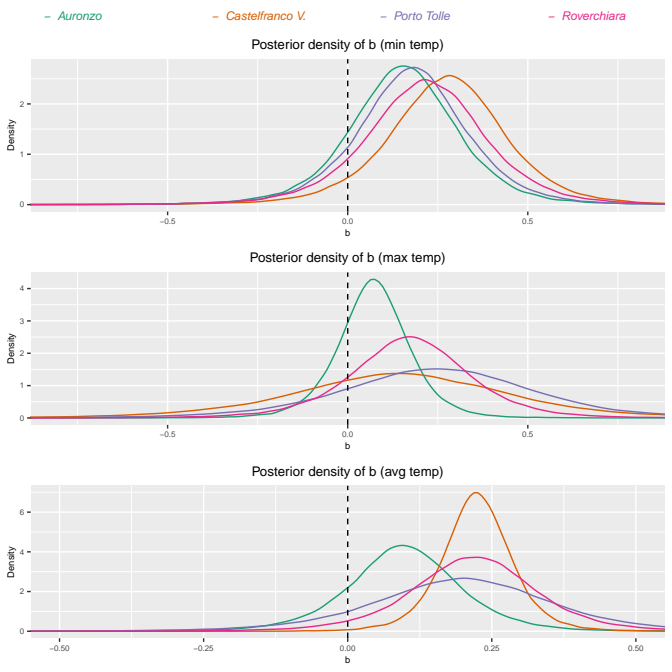 – Auronzo – Castelfranco V. – Porto Tolle – Roverchiara
Posterior density of b (min temp)
Density
2
1
0
−0.5 0.0 0.5
b
Posterior density of b (max temp)
Density
4
3
2
1
0
−0.5 0.0 0.5
b
Posterior density of b (avg temp)
Density
6
4
2
0
−0.50 −0.25 0.00 0.25 0.50
b